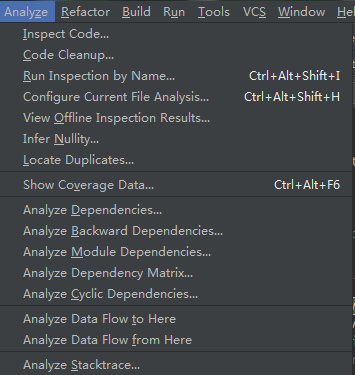 Analyze Refactor Build Run Tools VCS Window Help
Inspect Code...
Code Cleanup...
Run Inspection by Name... Ctrl+Alt+Shift+I
Configure Current File Analysis... Ctrl+Alt+Shift+H
View Offline Inspection Results...
Infer Nullity...
Locate Duplicates...
Show Coverage Data... Ctrl+Alt+F6
Analyze Dependencies...
Analyze Backward Dependencies...
Analyze Module Dependencies...
Analyze Dependency Matrix...
Analyze Cyclic Dependencies...
Analyze Data Flow to Here
Analyze Data Flow from Here
Analyze Stacktrace...